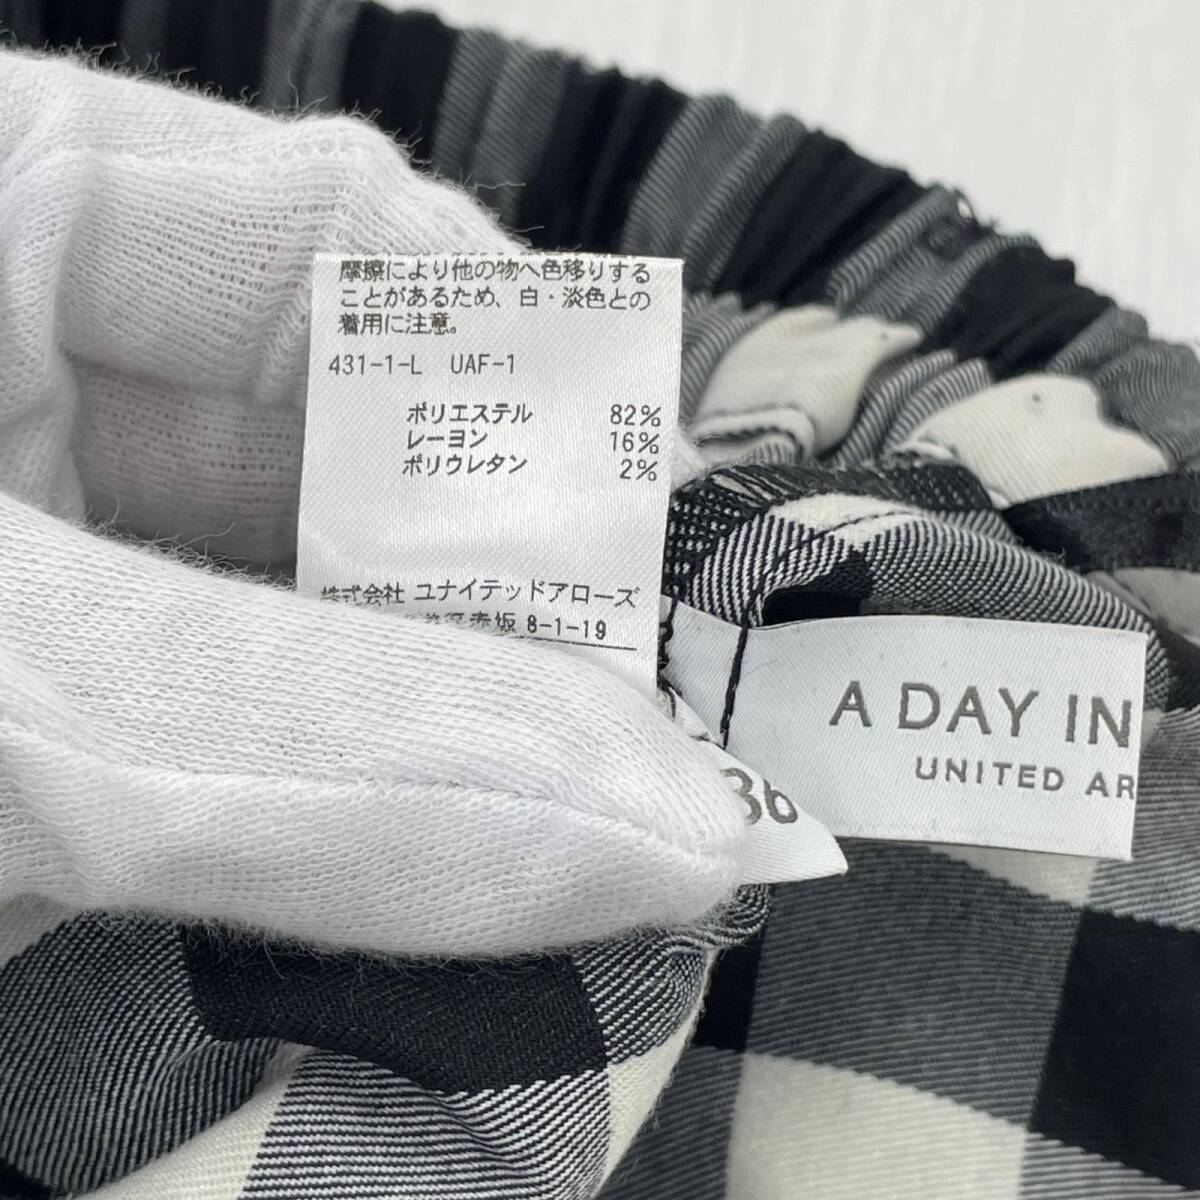 摩擦により他の物へ色移りする
ことがあるため、白・淡色との
着用に注意。
431-1-L UAF-1
ポリエステル 82%
レーヨン 16%
ポリウレタン 2%
株式会社 ユナイテッドアローズ
赤坂 8-1-19
36
A DAY IN
UNITED AR